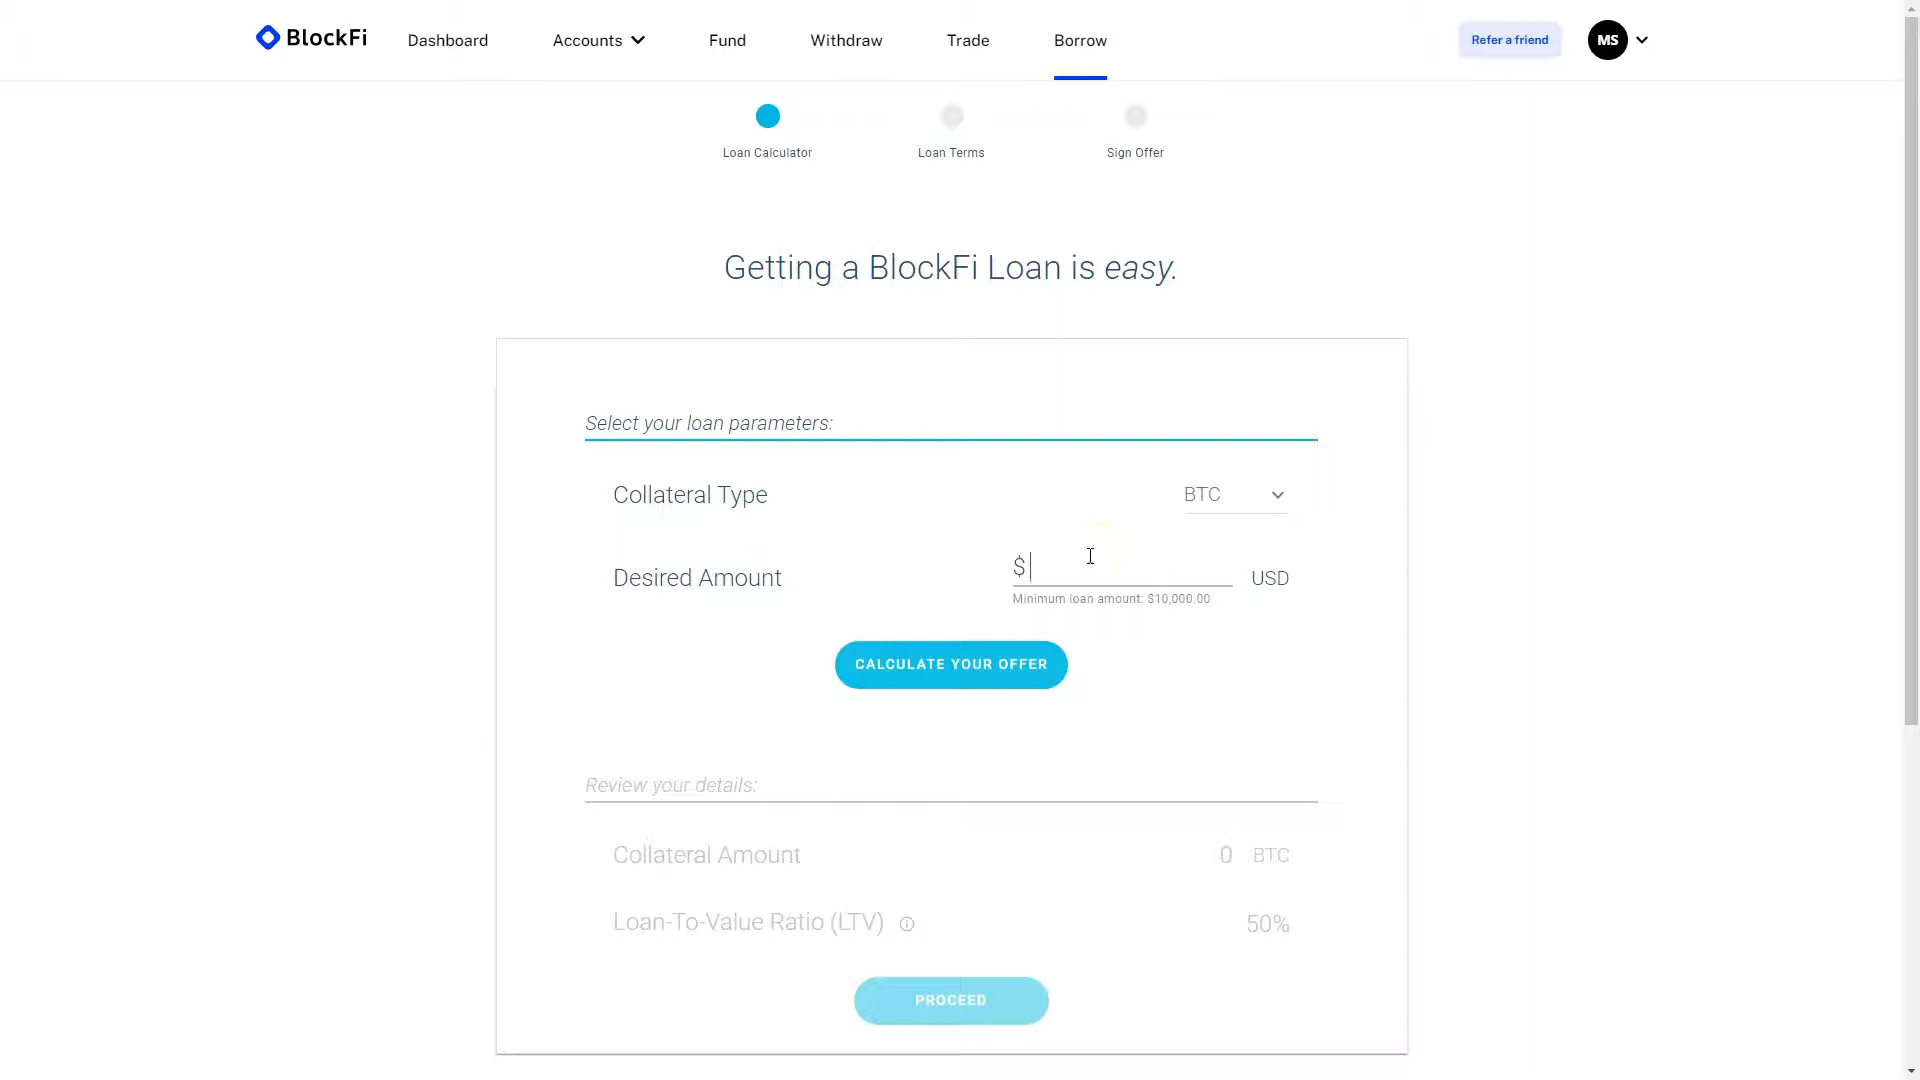 BlockFi
Dashboard
Accounts
Fund
Withdraw
Trade
Borrow
Refer a friend
MS
Loan Calculator
Loan Terms
Sign Offer
Getting a BlockFi Loan is easy.
Select your loan parameters:
Collateral Type
BTC
Desired Amount
$
USD
Minimum loan amount: $10,000.00
CALCULATE YOUR OFFER
Review your details:
Collateral Amount
0 BTC
Loan-To-Value Ratio (LTV)
50%
PROCEED